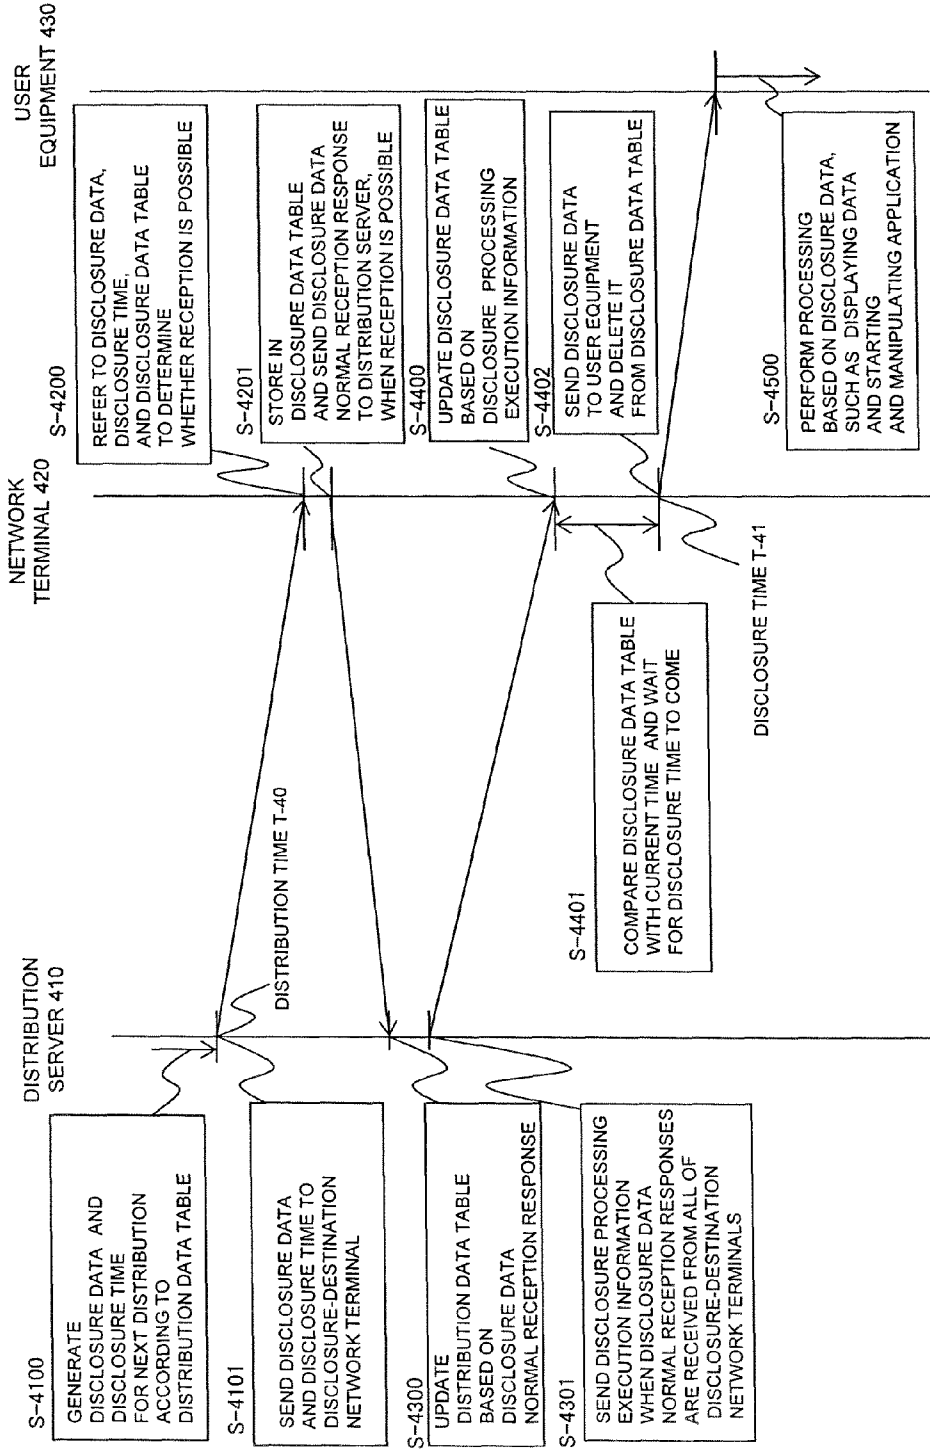 DISTRIBUTION
SERVER 410
NETWORK
TERMINAL 420
USER
EQUIPMENT 430
S-4100
GENERATE
DISCLOSURE DATA AND
DISCLOSURE TIME
FOR NEXT DISTRIBUTION
ACCORDING TO
DISTRIBUTION DATA TABLE
S-4101
SEND DISCLOSURE DATA
AND DISCLOSURE TIME TO
DISCLOSURE-DESTINATION
NETWORK TERMINAL
DISTRIBUTION TIME T-40
S-4200
REFER TO DISCLOSURE DATA,
DISCLOSURE TIME,
AND DISCLOSURE DATA TABLE
TO DETERMINE
WHETHER RECEPTION IS POSSIBLE
S-4201
STORE IN
DISCLOSURE DATA TABLE
AND SEND DISCLOSURE DATA
NORMAL RECEPTION RESPONSE
TO DISTRIBUTION SERVER,
WHEN RECEPTION IS POSSIBLE
S-4300
UPDATE
DISTRIBUTION DATA TABLE
BASED ON
DISCLOSURE DATA
NORMAL RECEPTION RESPONSE
S-4301
SEND DISCLOSURE PROCESSING
EXECUTION INFORMATION
WHEN DISCLOSURE DATA
NORMAL RECEPTION RESPONSES
ARE RECEIVED FROM ALL OF
DISCLOSURE-DESTINATION
NETWORK TERMINALS
S-4400
UPDATE DISCLOSURE DATA TABLE
BASED ON
DISCLOSURE PROCESSING
EXECUTION INFORMATION
S-4401
COMPARE DISCLOSURE DATA TABLE
WITH CURRENT TIME AND WAIT
FOR DISCLOSURE TIME TO COME
S-4402
SEND DISCLOSURE DATA
TO USER EQUIPMENT
AND DELETE IT
FROM DISCLOSURE DATA TABLE
DISCLOSURE TIME T-41
S-4500
PERFORM PROCESSING
BASED ON DISCLOSURE DATA,
SUCH AS DISPLAYING DATA
AND STARTING
AND MANIPULATING APPLICATION